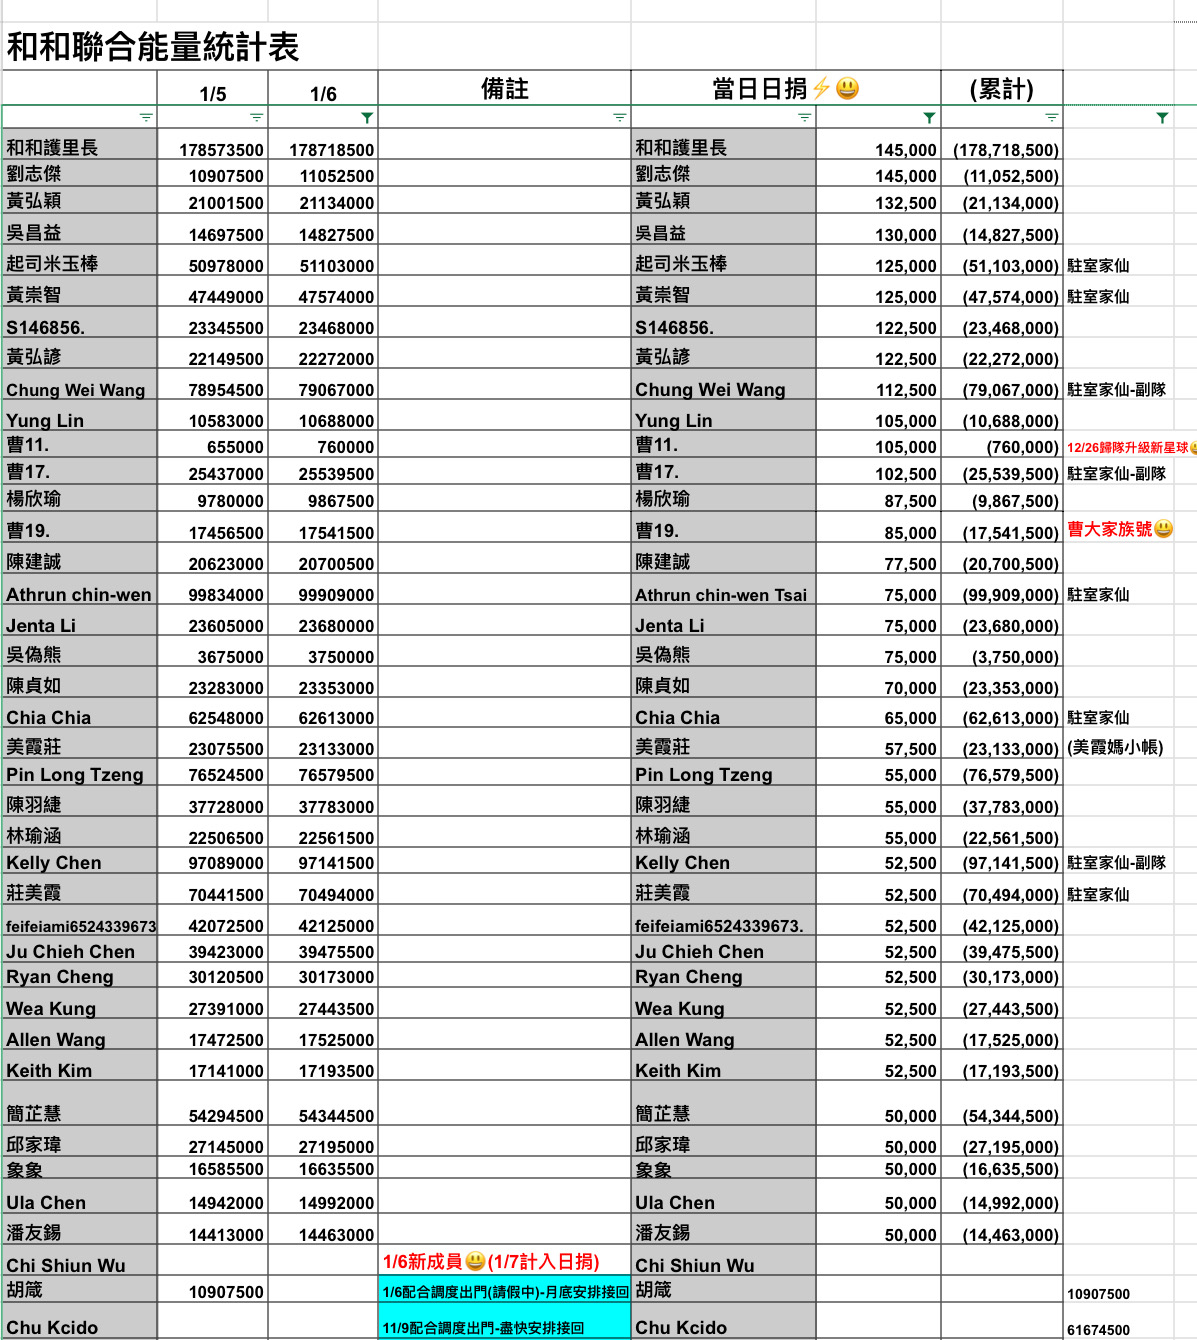 和和聯合能量統計表
1/5 1/6 備註 當日日捐⚡😃 (累計)
和和護里長 178573500 178718500 和和護里長 145,000 (178,718,500)
劉志傑 10907500 11052500 劉志傑 145,000 (11,052,500)
黃弘穎 21001500 21134000 黃弘穎 132,500 (21,134,000)
吳昌益 14697500 14827500 吳昌益 130,000 (14,827,500)
起司米玉棒 50978000 51103000 起司米玉棒 125,000 (51,103,000) 駐室家仙
黃崇智 47449000 47574000 黃崇智 125,000 (47,574,000) 駐室家仙
S146856. 23345500 23468000 S146856. 122,500 (23,468,000)
黃弘諺 22149500 22272000 黃弘諺 122,500 (22,272,000)
Chung Wei Wang 78954500 79067000 Chung Wei Wang 112,500 (79,067,000) 駐室家仙-副隊
Yung Lin 10583000 10688000 Yung Lin 105,000 (10,688,000)
曹11. 655000 760000 曹11. 105,000 (760,000) 12/26歸隊升級新星球😃
曹17. 25437000 25539500 曹17. 102,500 (25,539,500) 駐室家仙-副隊
楊欣瑜 9780000 9867500 楊欣瑜 87,500 (9,867,500)
曹19. 17456500 17541500 曹19. 85,000 (17,541,500) 曹大家族號😃
陳建誠 20623000 20700500 陳建誠 77,500 (20,700,500)
Athrun chin-wen 99834000 99909000 Athrun chin-wen Tsai 75,000 (99,909,000) 駐室家仙
Jenta Li 23605000 23680000 Jenta Li 75,000 (23,680,000)
吳偽熊 3675000 3750000 吳偽熊 75,000 (3,750,000)
陳貞如 23283000 23353000 陳貞如 70,000 (23,353,000)
Chia Chia 62548000 62613000 Chia Chia 65,000 (62,613,000) 駐室家仙
美霞莊 23075500 23133000 美霞莊 57,500 (23,133,000) (美霞媽小帳)
Pin Long Tzeng 76524500 76579500 Pin Long Tzeng 55,000 (76,579,500)
陳羽緁 37728000 37783000 陳羽緁 55,000 (37,783,000)
林瑜涵 22506500 22561500 林瑜涵 55,000 (22,561,500)
Kelly Chen 97089000 97141500 Kelly Chen 52,500 (97,141,500) 駐室家仙-副隊
莊美霞 70441500 70494000 莊美霞 52,500 (70,494,000) 駐室家仙
feifeiami6524339673 42072500 42125000 feifeiami6524339673. 52,500 (42,125,000)
Ju Chieh Chen 39423000 39475500 Ju Chieh Chen 52,500 (39,475,500)
Ryan Cheng 30120500 30173000 Ryan Cheng 52,500 (30,173,000)
Wea Kung 27391000 27443500 Wea Kung 52,500 (27,443,500)
Allen Wang 17472500 17525000 Allen Wang 52,500 (17,525,000)
Keith Kim 17141000 17193500 Keith Kim 52,500 (17,193,500)
簡芷慧 54294500 54344500 簡芷慧 50,000 (54,344,500)
邱家瑋 27145000 27195000 邱家瑋 50,000 (27,195,000)
象象 16585500 16635500 象象 50,000 (16,635,500)
Ula Chen 14942000 14992000 Ula Chen 50,000 (14,992,000)
潘友錫 14413000 14463000 潘友錫 50,000 (14,463,000)
Chi Shiun Wu 1/6新成員😃(1/7計入日捐) Chi Shiun Wu
胡箴 10907500 1/6配合調度出門(請假中)-月底安排接回 胡箴 10907500
Chu Kcido 11/9配合調度出門-盡快安排接回 Chu Kcido 61674500